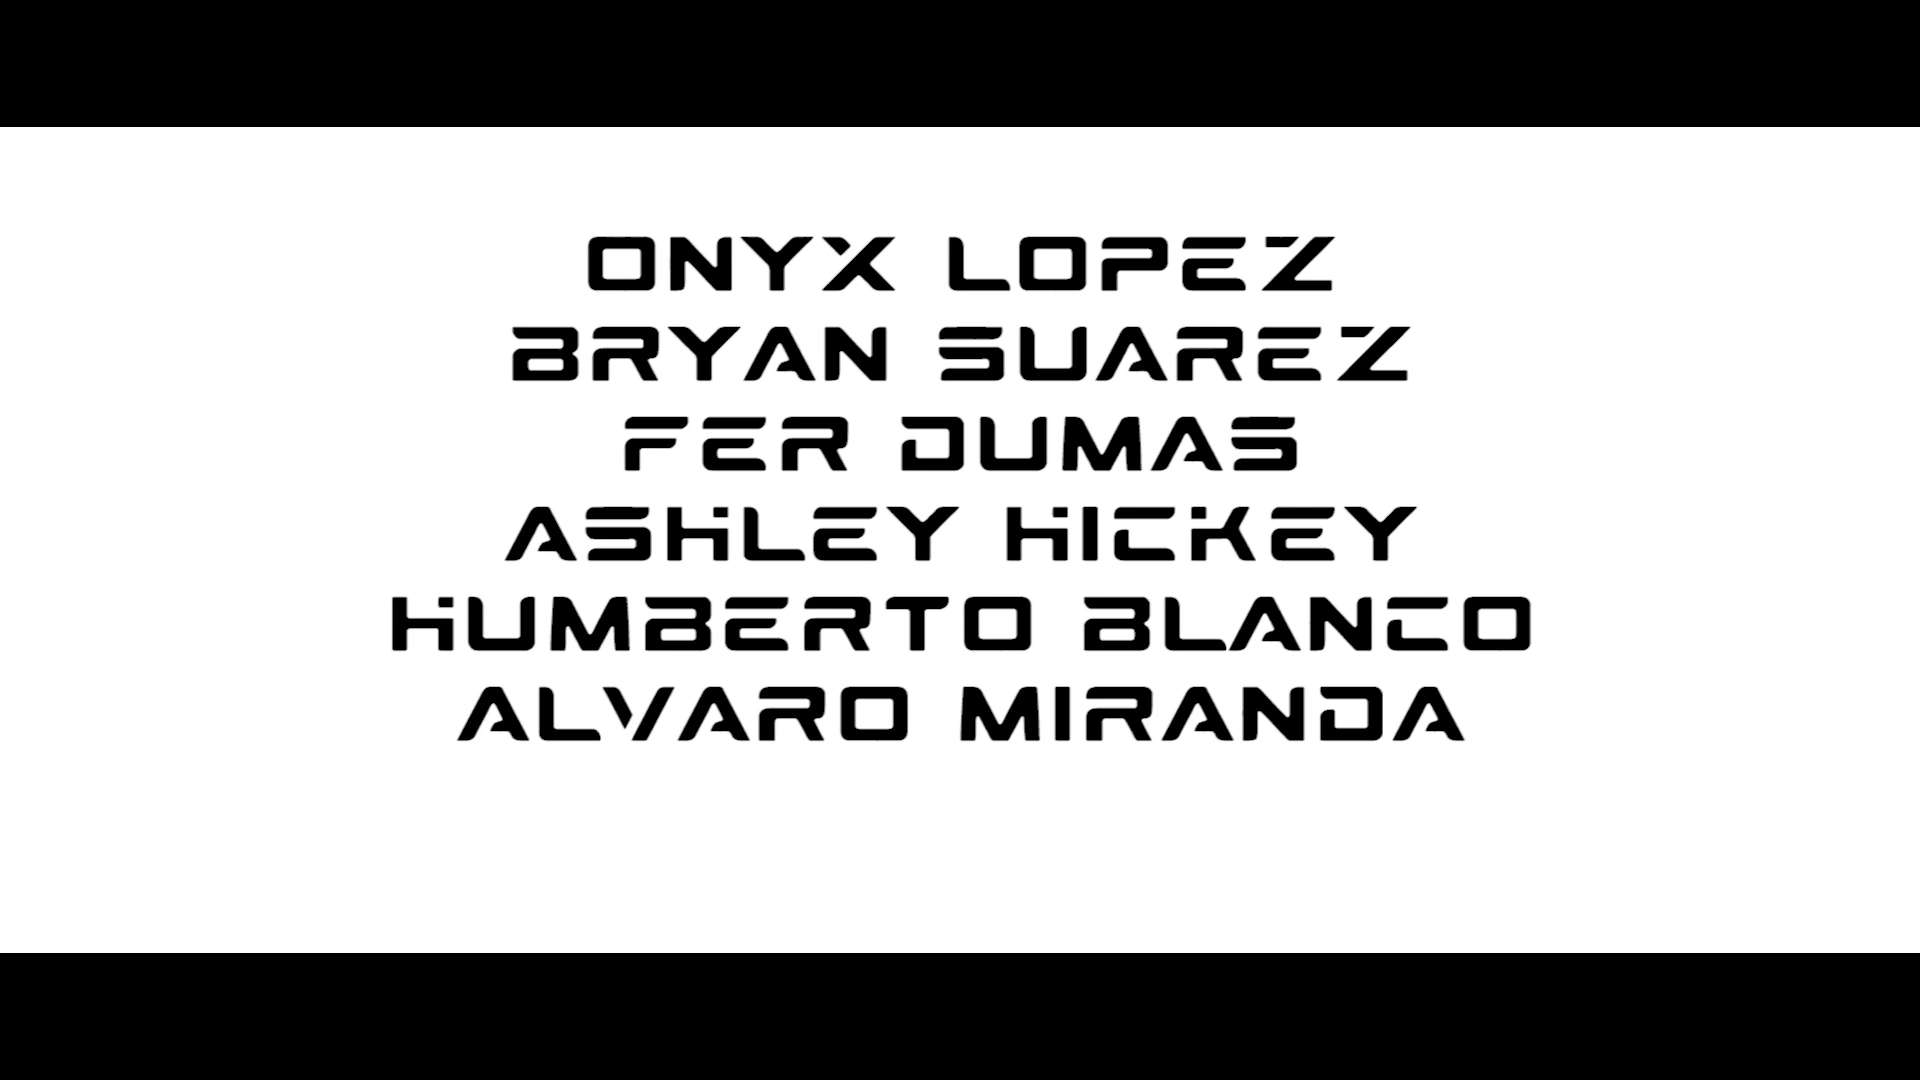 ONYX LOPEZ
BRYAN SUAREZ
FER DUMAS
ASHLEY HICKEY
HUMBERTO BLANCO
ALVARO MIRANDA